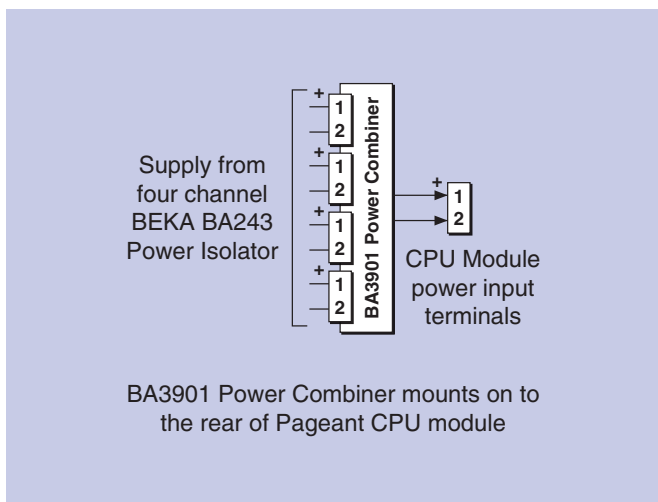 +
1
2
+
1
2
+
1
2
+
1
2
BA3901 Power Combiner
Supply from
four channel
BEKA BA243
Power Isolator
+
1
2
CPU Module
power input
terminals
BA3901 Power Combiner mounts on to
the rear of Pageant CPU module